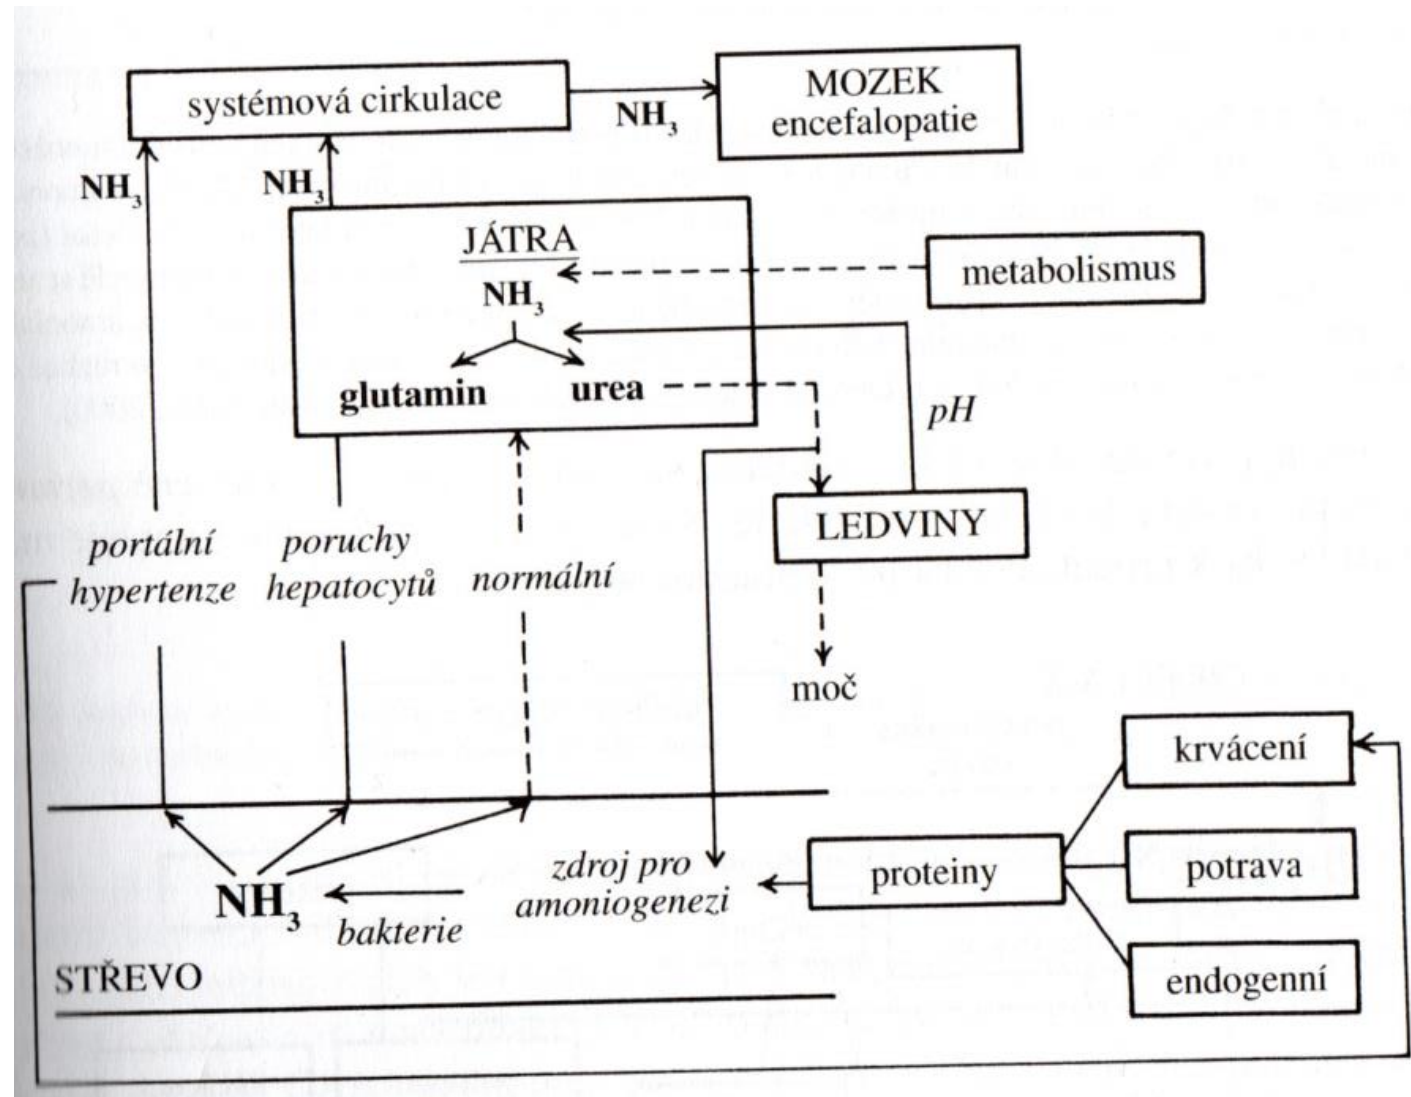 systémová cirkulace
NH₃
MOZEK
encefalopatie
NH₃
NH₃
JÁTRA
NH₃
metabolismus
glutamin
urea
pH
LEDVINY
portální
hypertenze
poruchy
hepatocytů
normální
moč
krvácení
zdroj pro
amoniogenezi
proteiny
potrava
NH₃
bakterie
STŘEVO
endogenní